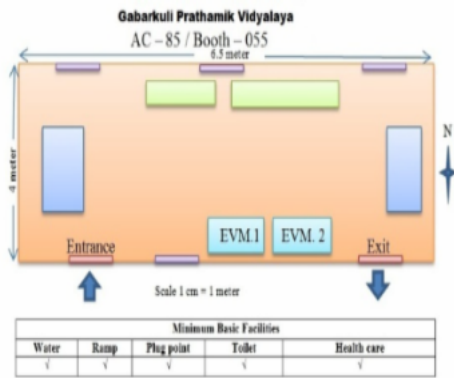 Gabarkuli Prathamik Vidyalaya
AC – 85 / Booth – 055
6.5 meter
4 meter
N
EVM.1 EVM. 2
Entrance Exit
Scale 1 cm = 1 meter
Minimum Basic Facilities
Water Ramp Plug point Toilet Health care
√ √ √ √ √